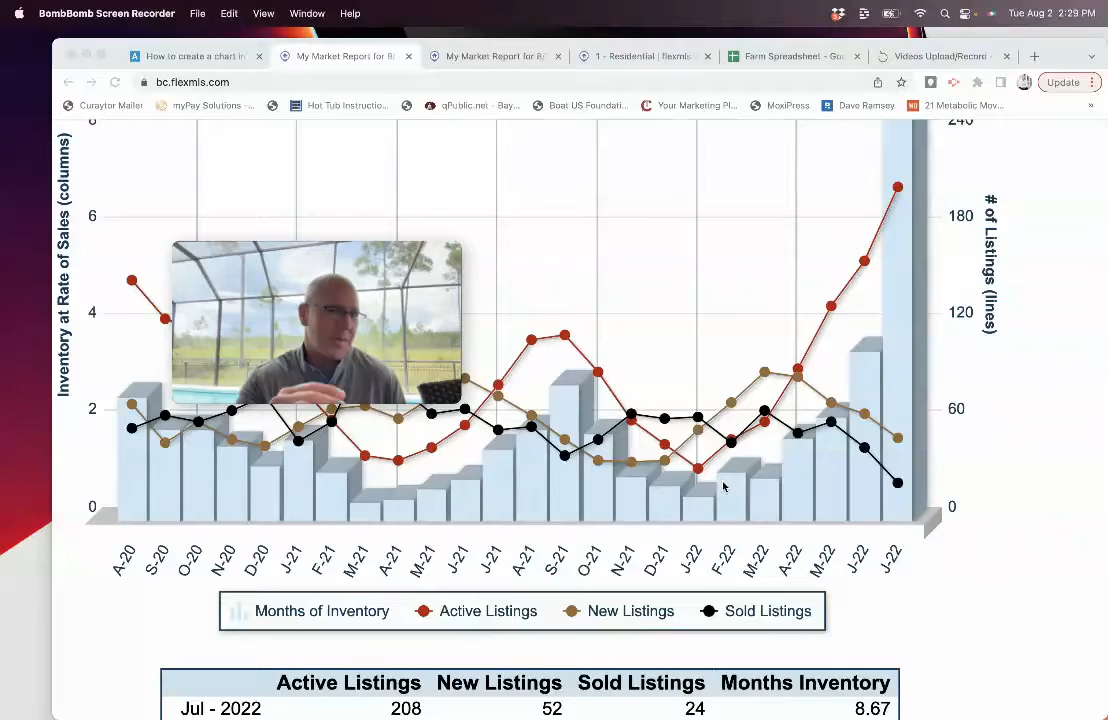 BombBomb Screen Recorder File Edit View Window Help Tue Aug 2 2:29 PM
How to create a chart in My Market Report for 8/ My Market Report for 8/ 1 - Residential | flexmls Farm Spreadsheet - Goo Videos Upload/Record -
bc.flexmls.com Update
Curaytor Mailer myPay Solutions -... Hot Tub Instructio... qPublic.net - Bay... Boat US Foundati... Your Marketing Pl... MoxiPress Dave Ramsey 21 Metabolic Mov... »
8 240
6 180
4 120
2 60
0 0
Inventory at Rate of Sales (columns)
# of Listings (lines)
A-20 S-20 O-20 N-20 D-20 J-21 F-21 M-21 A-21 M-21 J-21 J-21 A-21 S-21 O-21 N-21 D-21 J-22 F-22 M-22 A-22 M-22 J-22 J-22
Months of Inventory Active Listings New Listings Sold Listings
Active Listings New Listings Sold Listings Months Inventory
Jul - 2022 208 52 24 8.67